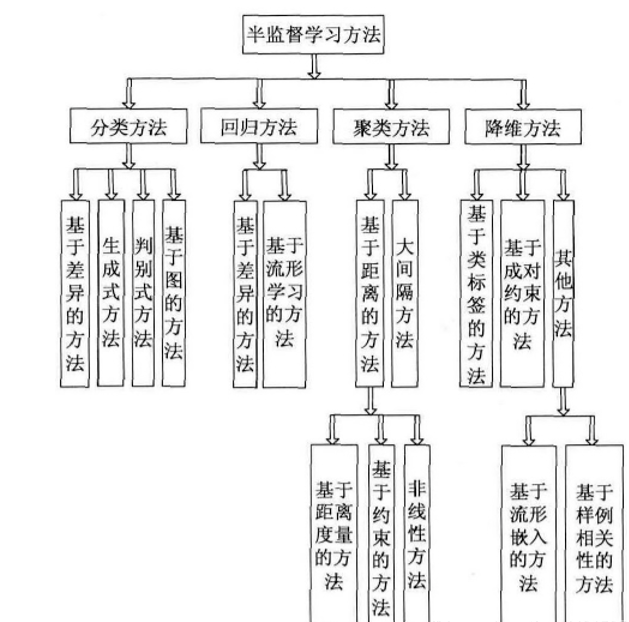 半监督学习方法
分类方法
回归方法
聚类方法
降维方法
基于差异的方法
生成式方法
判别式方法
基于图的方法
基于差异的方法
基于流形学习的方法
基于距离的方法
大间隔方法
基于类标签的方法
基于成对约束的方法
其他方法
基于距离度量的方法
基于约束的方法
非线性方法
基于流形嵌入的方法
基于样例相关性的方法